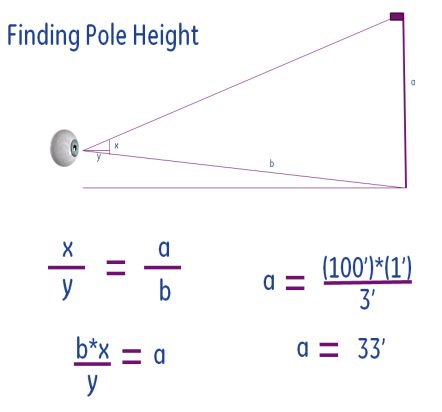 Finding Pole Height
a
x
y
b
x
y
=
a
b
a = (100')*(1')
3'
b*x
y
= a
a = 33'